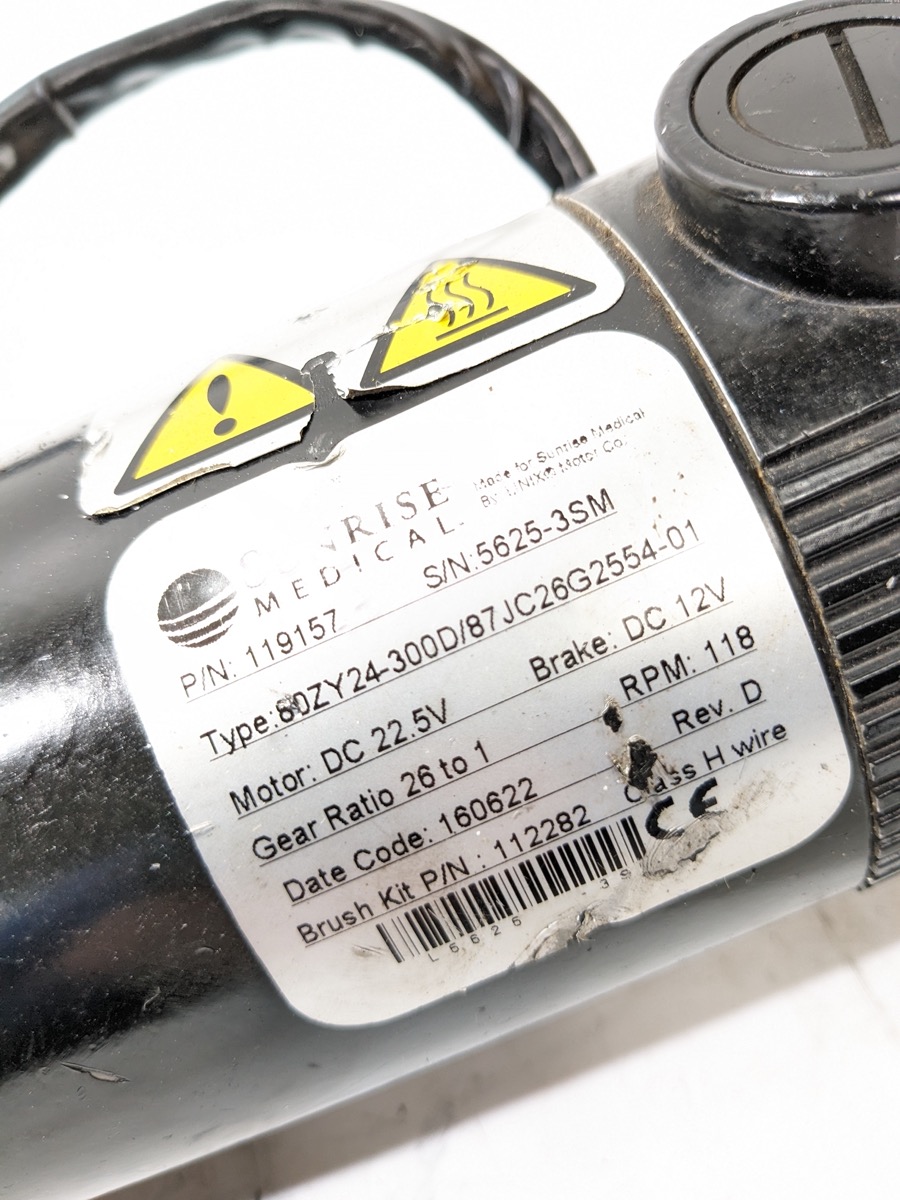 SUNRISE
MEDICAL.
Made for Sunrise Medical
By Motor Co.
P/N: 119157 S/N:5625-3SM
Type:80ZY24-300D/87JC26G2554-01
Motor: DC 22.5V Brake: DC 12V
Gear Ratio 26 to 1 RPM: 118
Date Code: 160622 Rev. D
Brush Kit P/N : 112282 Class H wire
CE